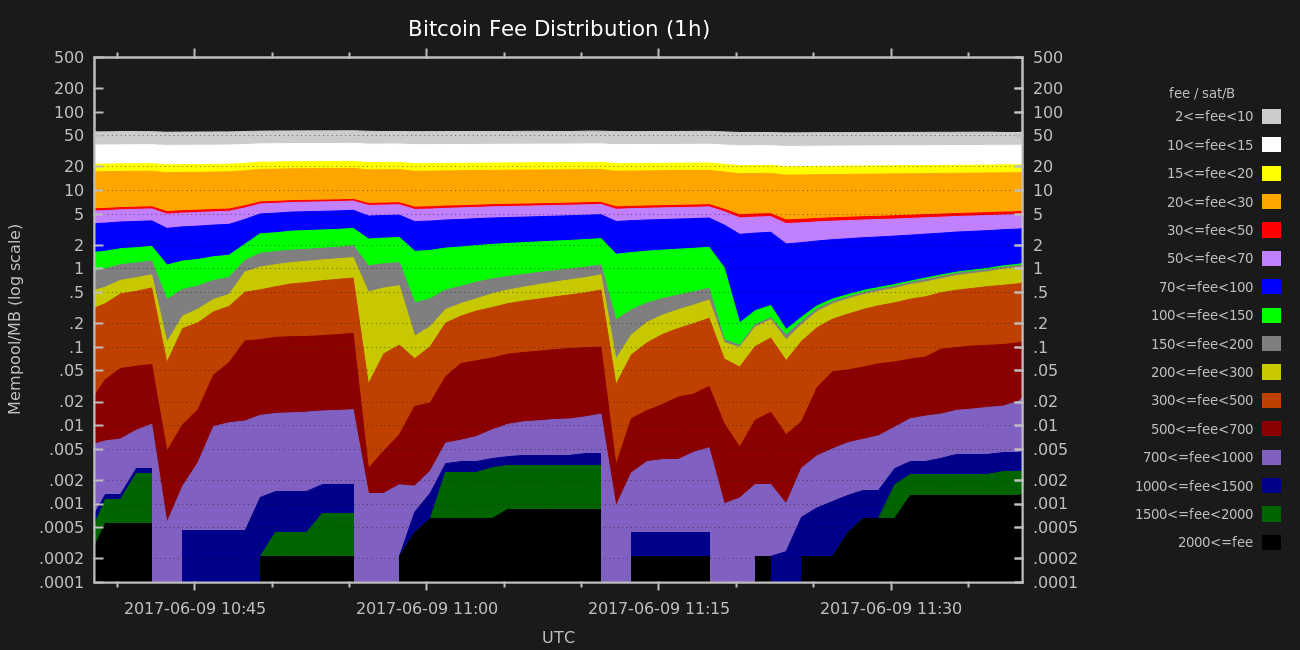 Bitcoin Fee Distribution (1h)
500
200
100
50
20
10
5
2
1
.5
.2
.1
.05
.02
.01
.005
.002
.001
.0005
.0002
.0001
Mempool/MB (log scale)
500
200
100
50
20
10
5
2
1
.5
.2
.1
.05
.02
.01
.005
.002
.001
.0005
.0002
.0001
2017-06-09 10:45
2017-06-09 11:00
2017-06-09 11:15
2017-06-09 11:30
UTC
fee / sat/B
2<=fee<10
10<=fee<15
15<=fee<20
20<=fee<30
30<=fee<50
50<=fee<70
70<=fee<100
100<=fee<150
150<=fee<200
200<=fee<300
300<=fee<500
500<=fee<700
700<=fee<1000
1000<=fee<1500
1500<=fee<2000
2000<=fee